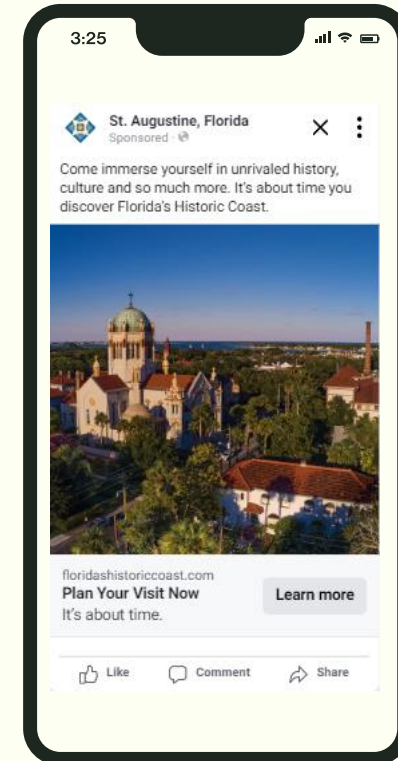 3:25
St. Augustine, Florida
Sponsored ·
Come immerse yourself in unrivaled history,
culture and so much more. It's about time you
discover Florida's Historic Coast.
floridashistoriccoast.com
Plan Your Visit Now
Learn more
It's about time.
Like Comment Share